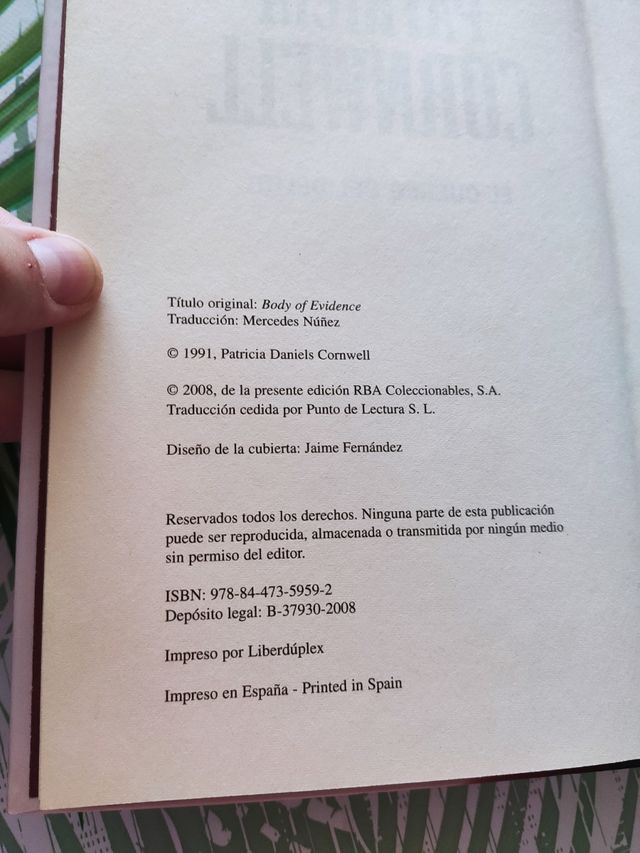 Título original: Body of Evidence
Traducción: Mercedes Núñez
© 1991, Patricia Daniels Cornwell
© 2008, de la presente edición RBA Coleccionables, S.A.
Traducción cedida por Punto de Lectura S. L.
Diseño de la cubierta: Jaime Fernández
Reservados todos los derechos. Ninguna parte de esta publicación
puede ser reproducida, almacenada o transmitida por ningún medio
sin permiso del editor.
ISBN: 978-84-473-5959-2
Depósito legal: B-37930-2008
Impreso por Liberdúplex
Impreso en España - Printed in Spain